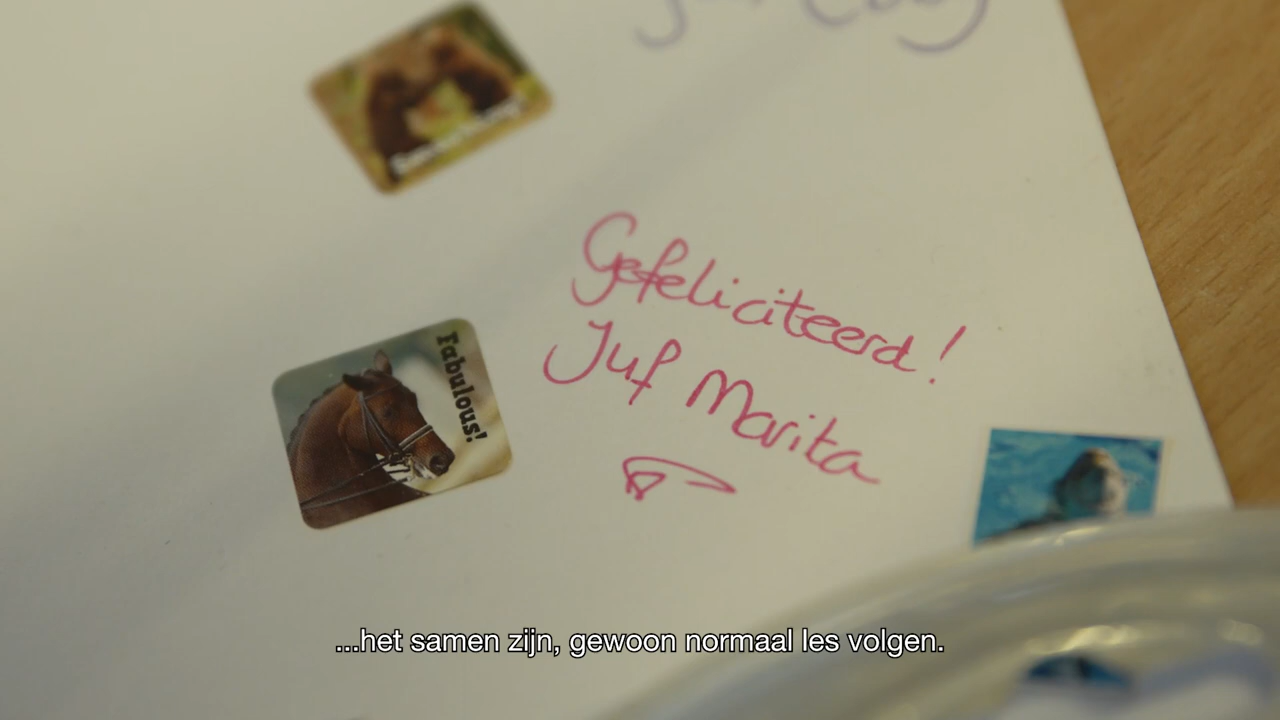 Gefeliciteerd!
Juf Marita
Fabulous!
...het samen zijn, gewoon normaal les volgen.